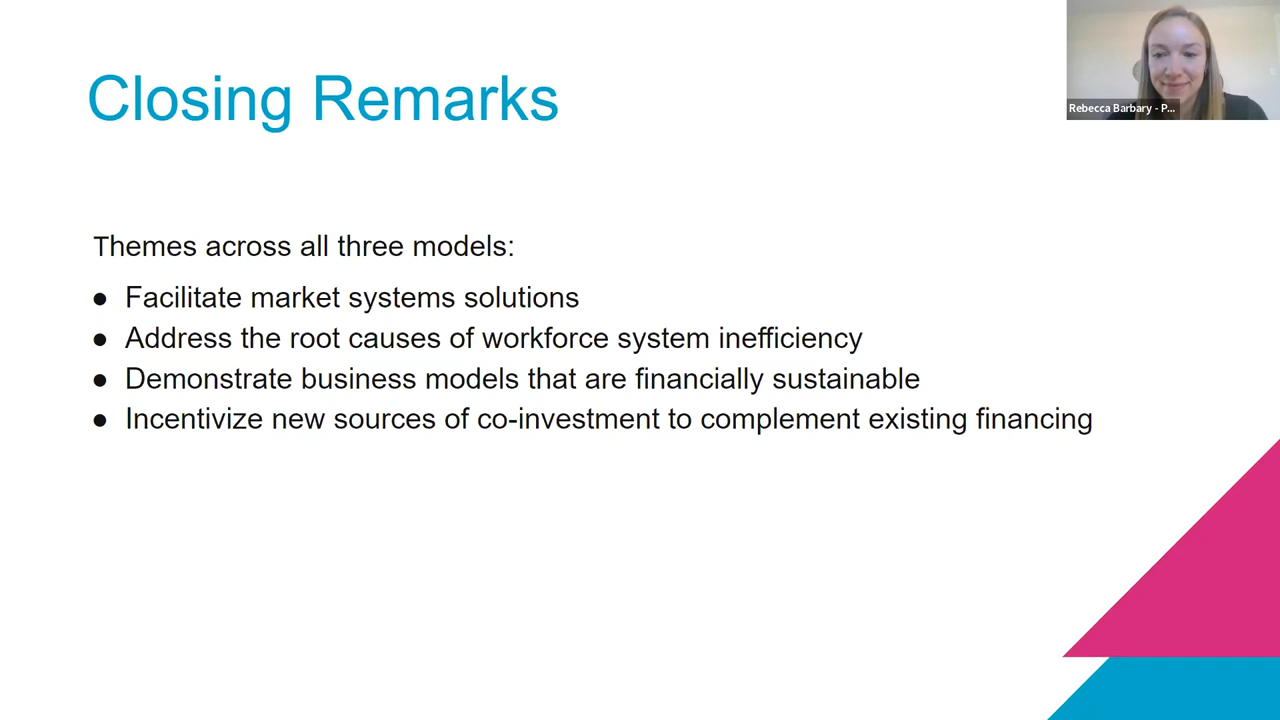 Closing Remarks
Rebecca Barbary - P...
Themes across all three models:
● Facilitate market systems solutions
● Address the root causes of workforce system inefficiency
● Demonstrate business models that are financially sustainable
● Incentivize new sources of co-investment to complement existing financing